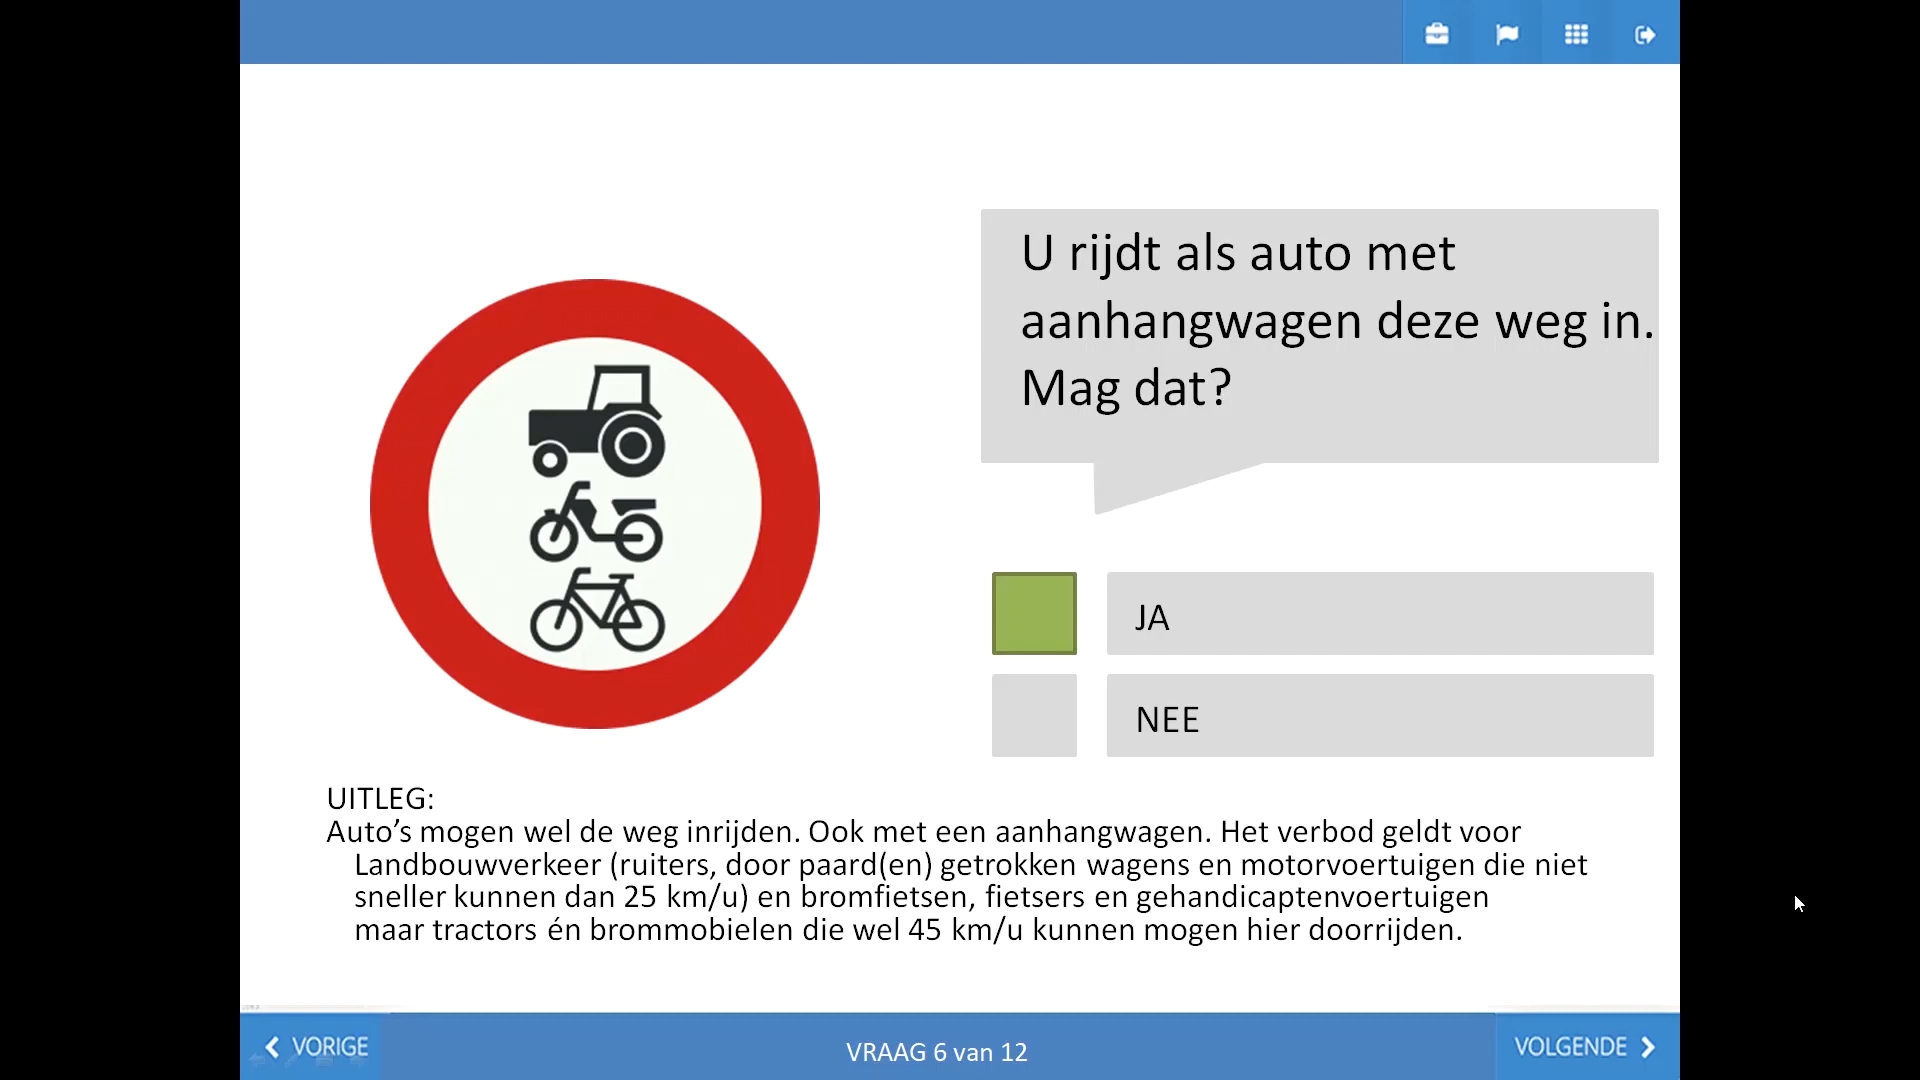 U rijdt als auto met
aanhangwagen deze weg in.
Mag dat?
JA
NEE
UITLEG:
Auto’s mogen wel de weg inrijden. Ook met een aanhangwagen. Het verbod geldt voor
Landbouwverkeer (ruiters, door paard(en) getrokken wagens en motorvoertuigen die niet
sneller kunnen dan 25 km/u) en bromfietsen, fietsers en gehandicaptenvoertuigen
maar tractors én brommobielen die wel 45 km/u kunnen mogen hier doorrijden.
VORIGE
VRAAG 6 van 12
VOLGENDE